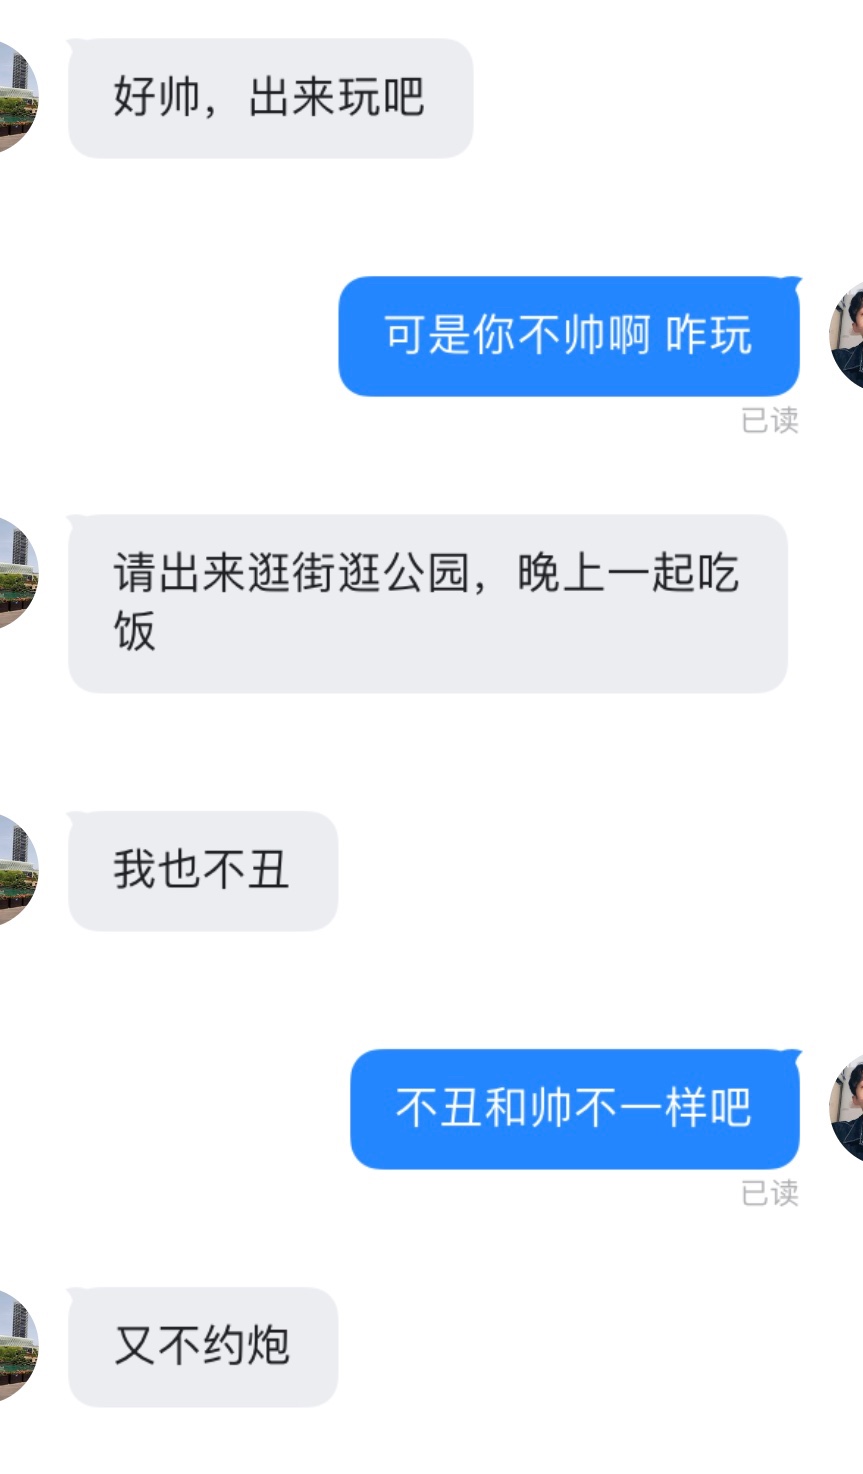 好帅，出来玩吧
可是你不帅啊 咋玩
已读
请出来逛街逛公园，晚上一起吃
饭
我也不丑
不丑和帅不一样吧
已读
又不约炮